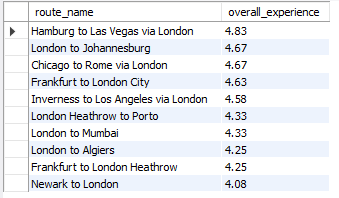 route_name overall_experience
Hamburg to Las Vegas via London 4.83
London to Johannesburg 4.67
Chicago to Rome via London 4.67
Frankfurt to London City 4.63
Inverness to Los Angeles via London 4.58
London Heathrow to Porto 4.33
London to Mumbai 4.33
London to Algiers 4.25
Frankfurt to London Heathrow 4.25
Newark to London 4.08